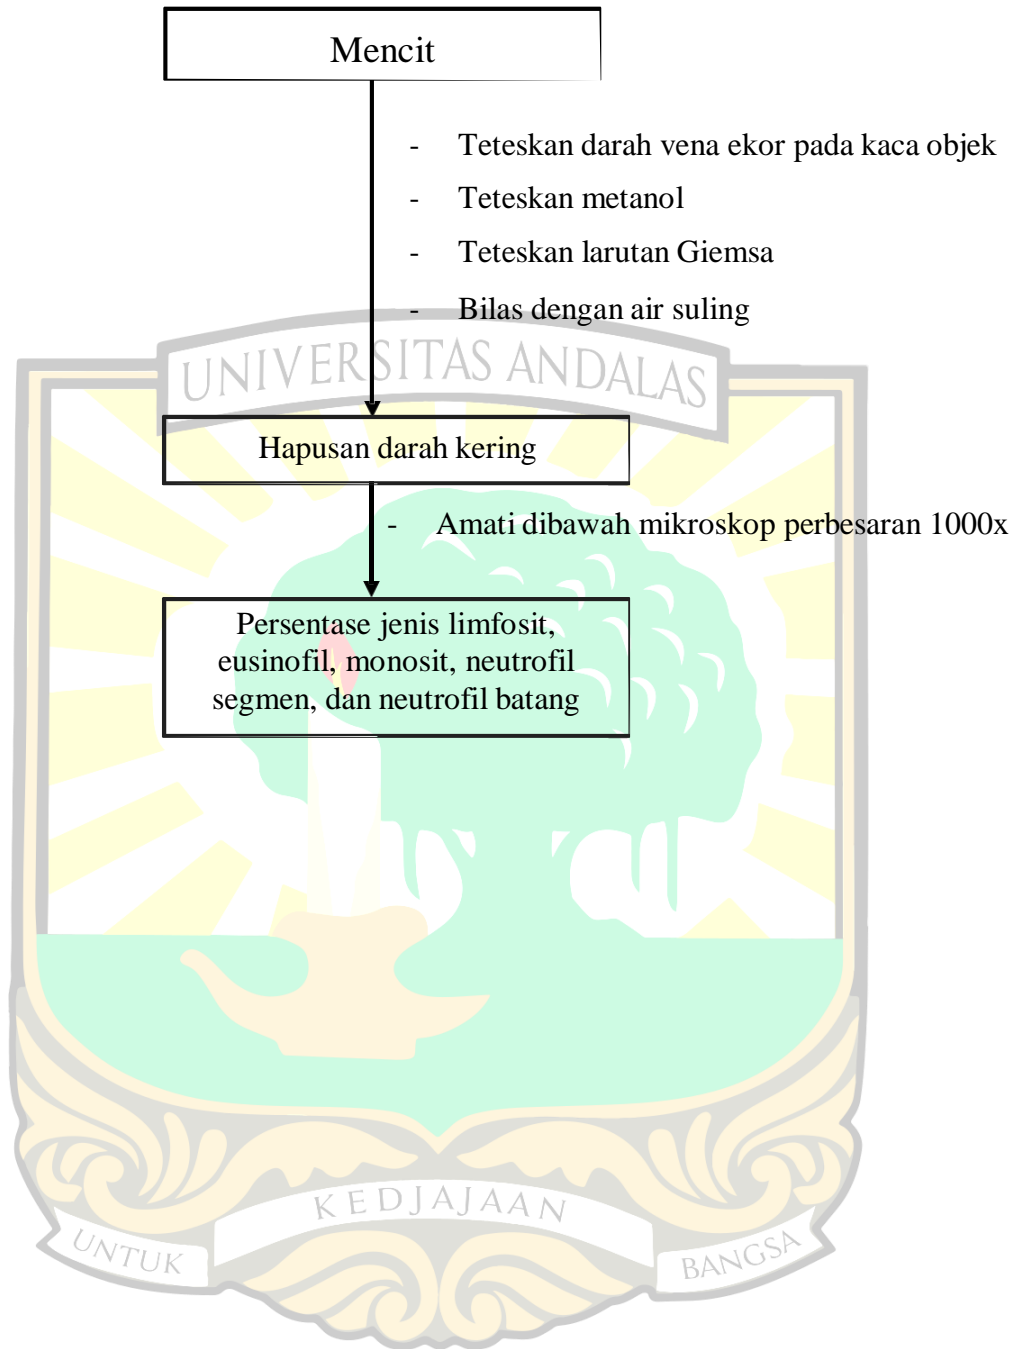 Mencit
- Teteskan darah vena ekor pada kaca objek
- Teteskan metanol
- Teteskan larutan Giemsa
- Bilas dengan air suling
UNIVERSITAS ANDALAS
Hapusan darah kering
- Amati dibawah mikroskop perbesaran 1000x
Persentase jenis limfosit,
eusinofil, monosit, neutrofil
segmen, dan neutrofil batang
KEDJAJAAN
UNTUK
BANGSA